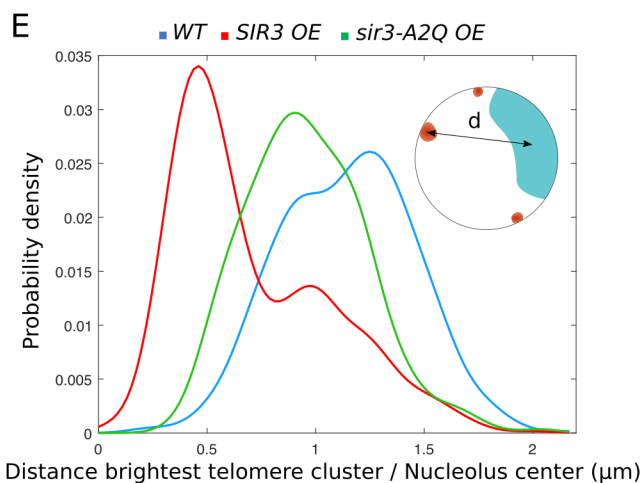 E
WT SIR3 OE sir3-A2Q OE
0.035
0.03
0.025
0.02
0.015
0.01
0.005
0
d
0 0.5 1 1.5 2
Probability density
Distance brightest telomere cluster / Nucleolus center (μm)